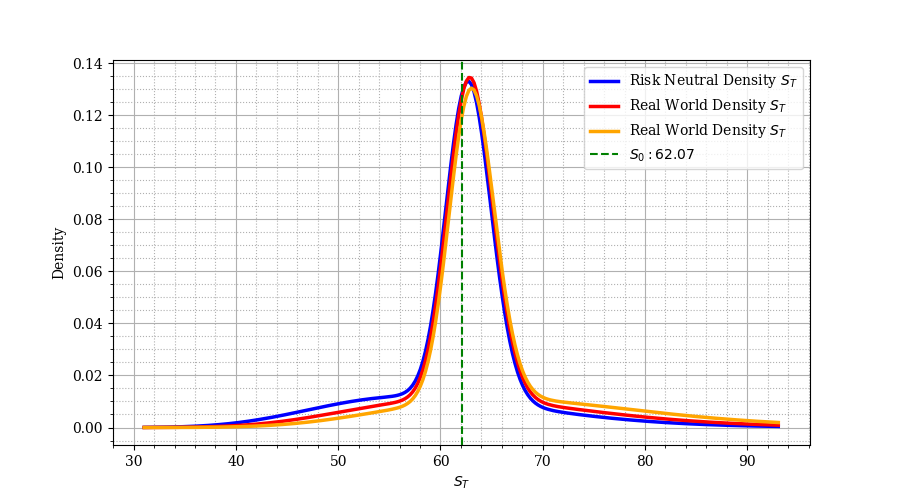 0.14
0.12
0.10
0.08
0.06
0.04
0.02
0.00
Density
30 40 50 60 70 80 90
S_T
Risk Neutral Density S_T
Real World Density S_T
Real World Density S_T
S_0 : 62.07